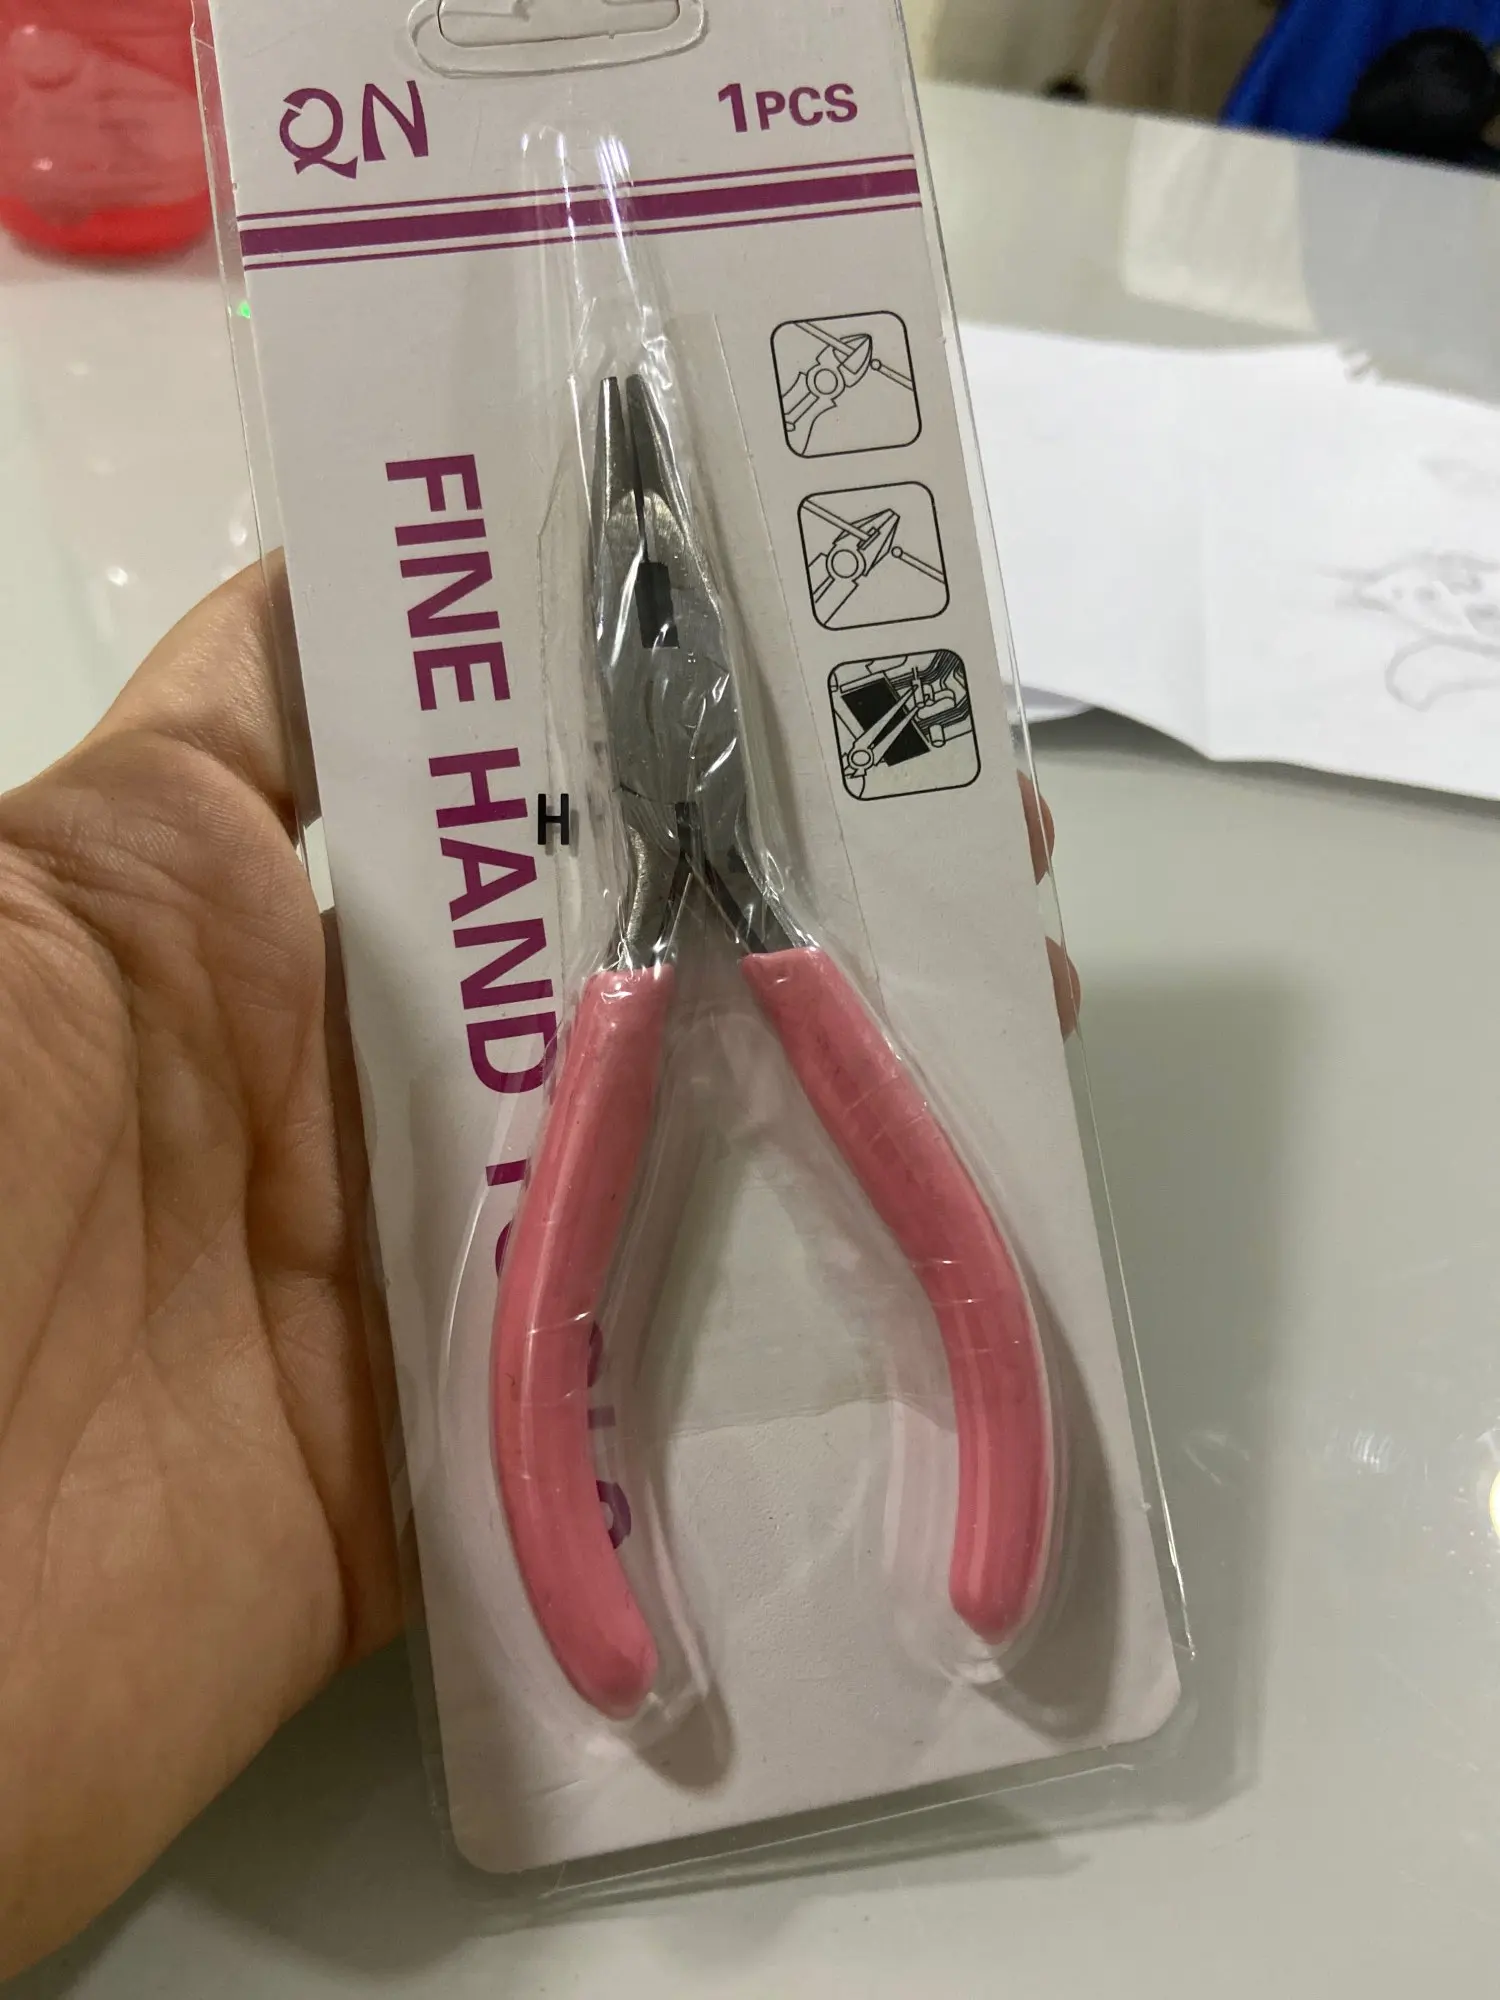 QN
1PCS
FINE HAND
H